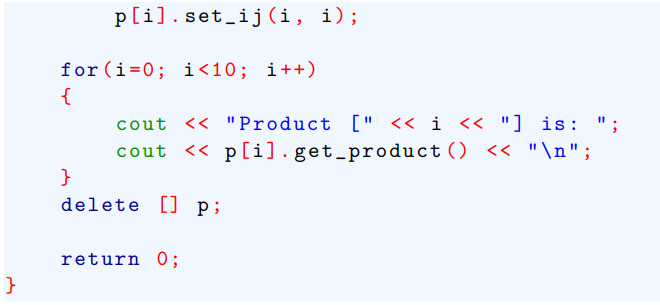 p[i].set_ij(i, i);
for(i=0; i<10; i++)
{
cout << "Product [" << i << "] is: ";
cout << p[i].get_product() << "\n";
}
delete [] p;
return 0;
}